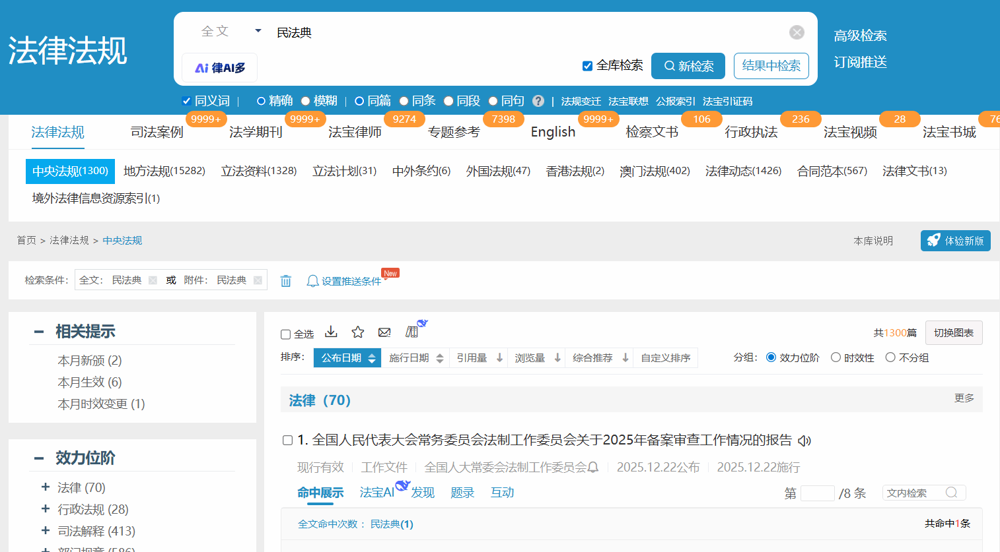 法律法规
全文
民法典
高级检索
Ai 律AI多
全库检索
新检索
结果中检索
订阅推送
同义词 | 精确 模糊 | 同篇 同条 同段 同句 ? | 法规变迁 法宝联想 公报索引 法宝引证码
9999+ 9999+ 9274 7398 9999+ 106 236 28 76
法律法规 司法案例 法学期刊 法宝律师 专题参考 English 检察文书 行政执法 法宝视频 法宝书城
中央法规(1300) 地方法规(15282) 立法资料(1328) 立法计划(31) 中外条约(6) 外国法规(47) 香港法规(2) 澳门法规(402) 法律动态(1426) 合同范本(567) 法律文书(13)
境外法律信息资源索引(1)
首页 > 法律法规 > 中央法规
本库说明
体验新版
检索条件: 全文: 民法典 或 附件: 民法典
设置推送条件
New
相关提示
本月新颁 (2)
本月生效 (6)
本月时效变更 (1)
效力位阶
法律 (70)
行政法规 (28)
司法解释 (413)
部门规章 (586)
全选
共1300篇
切换图表
排序: 公布日期 施行日期 引用量 浏览量 综合推荐 自定义排序
分组: 效力位阶 时效性 不分组
法律（70）
更多
1. 全国人民代表大会常务委员会法制工作委员会关于2025年备案审查工作情况的报告
现行有效 工作文件 全国人大常委会法制工作委员会 2025.12.22公布 2025.12.22施行
命中展示 法宝AI 发现 题录 互动
第 /8 条
文内检索
全文命中次数： 民法典(1)
共命中1条